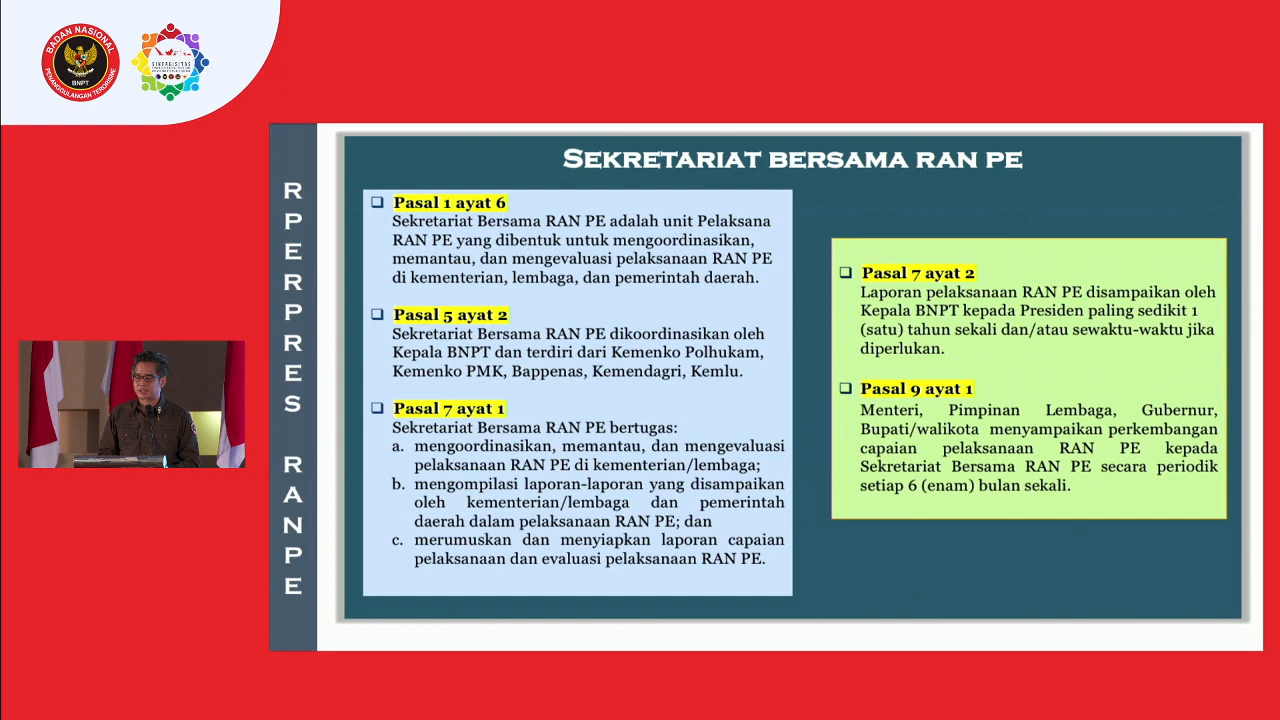 BADAN NASIONAL
PENANGGULANGAN TERORISME
BNPT
SINERGISITAS
SEKRETARIAT BERSAMA RAN PE
RPERPRES RANPE
Pasal 1 ayat 6
Sekretariat Bersama RAN PE adalah unit Pelaksana
RAN PE yang dibentuk untuk mengoordinasikan,
memantau, dan mengevaluasi pelaksanaan RAN PE
di kementerian, lembaga, dan pemerintah daerah.
Pasal 5 ayat 2
Sekretariat Bersama RAN PE dikoordinasikan oleh
Kepala BNPT dan terdiri dari Kemenko Polhukam,
Kemenko PMK, Bappenas, Kemendagri, Kemlu.
Pasal 7 ayat 1
Sekretariat Bersama RAN PE bertugas:
a. mengoordinasikan, memantau, dan mengevaluasi
pelaksanaan RAN PE di kementerian/lembaga;
b. mengompilasi laporan-laporan yang disampaikan
oleh kementerian/lembaga dan pemerintah
daerah dalam pelaksanaan RAN PE; dan
c. merumuskan dan menyiapkan laporan capaian
pelaksanaan dan evaluasi pelaksanaan RAN PE.
Pasal 7 ayat 2
Laporan pelaksanaan RAN PE disampaikan oleh
Kepala BNPT kepada Presiden paling sedikit 1
(satu) tahun sekali dan/atau sewaktu-waktu jika
diperlukan.
Pasal 9 ayat 1
Menteri, Pimpinan Lembaga, Gubernur,
Bupati/walikota menyampaikan perkembangan
capaian pelaksanaan RAN PE kepada
Sekretariat Bersama RAN PE secara periodik
setiap 6 (enam) bulan sekali.